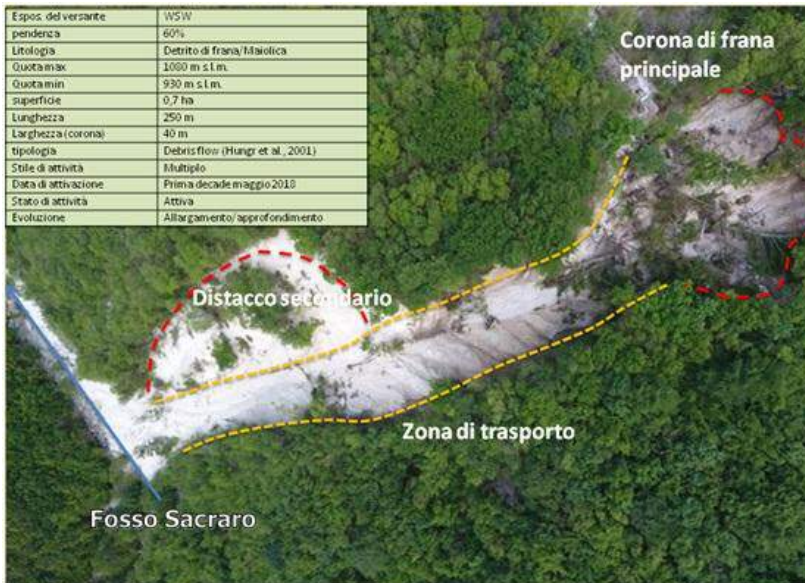 Espos. del versante WSW
pendenza 60%
Litologia Detrito di frana/Maiolica
Quota max 1080 m s.l.m.
Quota min 930 m s.l.m.
superficie 0,7 ha
Lunghezza 250 m
Larghezza (corona) 40 m
tipologia Debris flow (Hungr et al., 2001)
Stile di attività Multiplo
Data di attivazione Prima decade maggio 2018
Stato di attività Attiva
Evoluzione Allargamento/approfondimento
Corona di frana
principale
Distacco secondario
Zona di trasporto
Fosso Sacraro